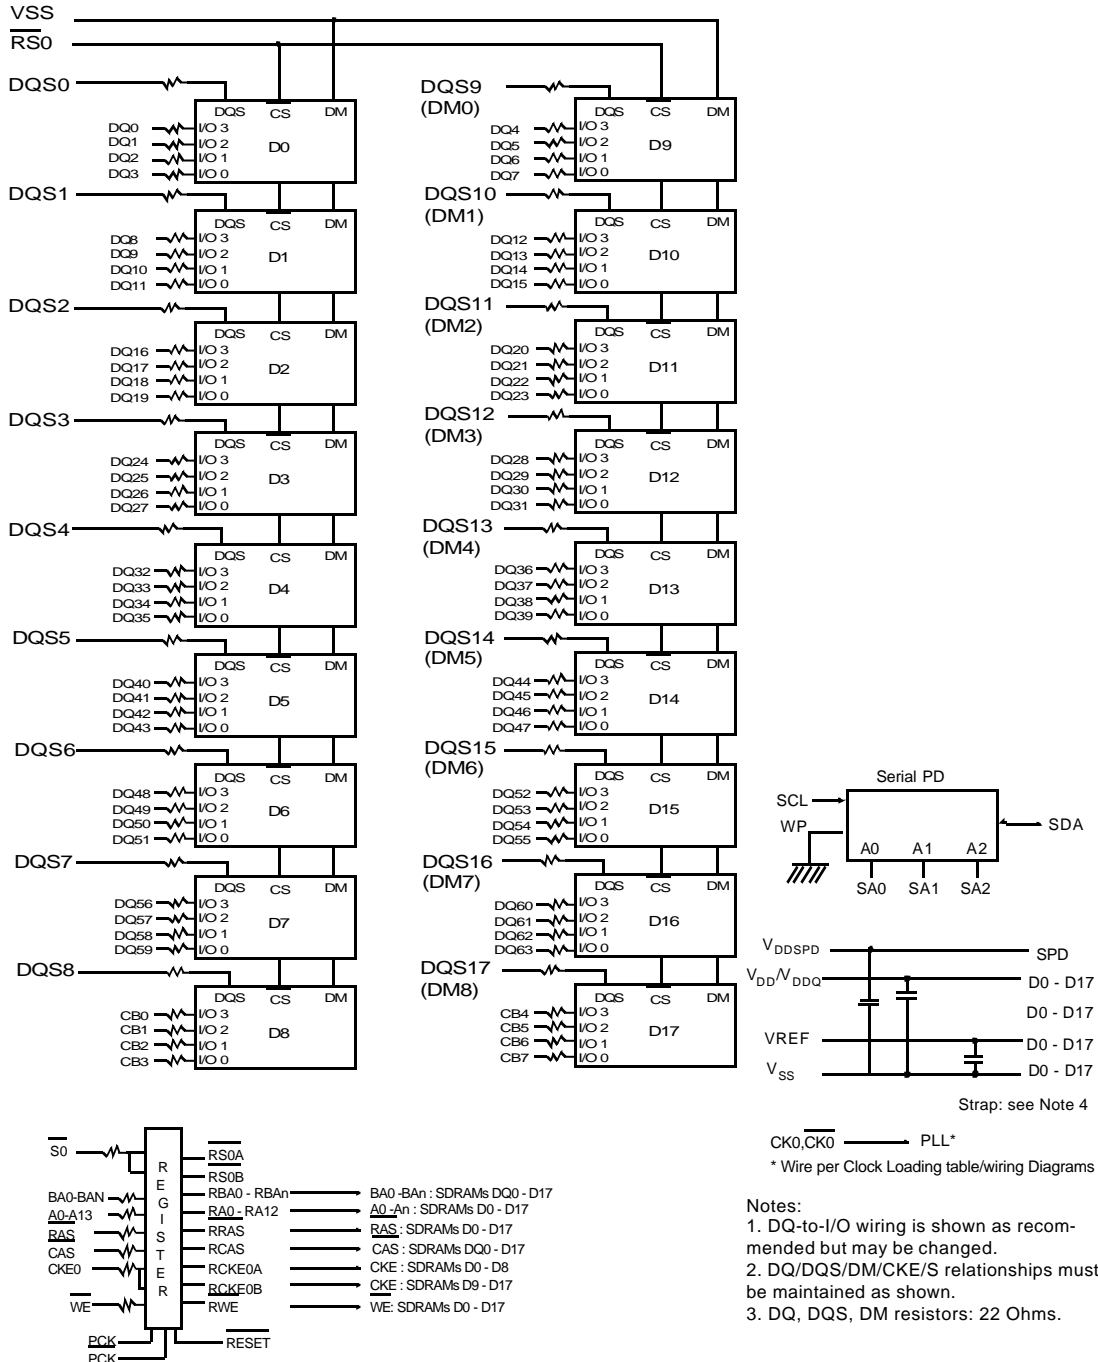 VSS
RS0
DQS0
DQS CS DM
DQ0 I/O 3
DQ1 I/O 2
DQ2 I/O 1
DQ3 I/O 0
D0
DQS1
DQS CS DM
DQ8 I/O 3
DQ9 I/O 2
DQ10 I/O 1
DQ11 I/O 0
D1
DQS2
DQS CS DM
DQ16 I/O 3
DQ17 I/O 2
DQ18 I/O 1
DQ19 I/O 0
D2
DQS3
DQS CS DM
DQ24 I/O 3
DQ25 I/O 2
DQ26 I/O 1
DQ27 I/O 0
D3
DQS4
DQS CS DM
DQ32 I/O 3
DQ33 I/O 2
DQ34 I/O 1
DQ35 I/O 0
D4
DQS5
DQS CS DM
DQ40 I/O 3
DQ41 I/O 2
DQ42 I/O 1
DQ43 I/O 0
D5
DQS6
DQS CS DM
DQ48 I/O 3
DQ49 I/O 2
DQ50 I/O 1
DQ51 I/O 0
D6
DQS7
DQS CS DM
DQ56 I/O 3
DQ57 I/O 2
DQ58 I/O 1
DQ59 I/O 0
D7
DQS8
DQS CS DM
CB0 I/O 3
CB1 I/O 2
CB2 I/O 1
CB3 I/O 0
D8
DQS9
(DM0)
DQS CS DM
DQ4 I/O 3
DQ5 I/O 2
DQ6 I/O 1
DQ7 I/O 0
D9
DQS10
(DM1)
DQS CS DM
DQ12 I/O 3
DQ13 I/O 2
DQ14 I/O 1
DQ15 I/O 0
D10
DQS11
(DM2)
DQS CS DM
DQ20 I/O 3
DQ21 I/O 2
DQ22 I/O 1
DQ23 I/O 0
D11
DQS12
(DM3)
DQS CS DM
DQ28 I/O 3
DQ29 I/O 2
DQ30 I/O 1
DQ31 I/O 0
D12
DQS13
(DM4)
DQS CS DM
DQ36 I/O 3
DQ37 I/O 2
DQ38 I/O 1
DQ39 I/O 0
D13
DQS14
(DM5)
DQS CS DM
DQ44 I/O 3
DQ45 I/O 2
DQ46 I/O 1
DQ47 I/O 0
D14
DQS15
(DM6)
DQS CS DM
DQ52 I/O 3
DQ53 I/O 2
DQ54 I/O 1
DQ55 I/O 0
D15
DQS16
(DM7)
DQS CS DM
DQ60 I/O 3
DQ61 I/O 2
DQ62 I/O 1
DQ63 I/O 0
D16
DQS17
(DM8)
DQS CS DM
CB4 I/O 3
CB5 I/O 2
CB6 I/O 1
CB7 I/O 0
D17
Serial PD
SCL
WP
SDA
A0 A1 A2
SA0 SA1 SA2
VDDSPD SPD
VDD/VDDQ D0 - D17
D0 - D17
VREF D0 - D17
VSS D0 - D17
Strap: see Note 4
CK0,CK0 PLL*
* Wire per Clock Loading table/wiring Diagrams
Notes:
1. DQ-to-I/O wiring is shown as recom-
mended but may be changed.
2. DQ/DQS/DM/CKE/S relationships must
be maintained as shown.
3. DQ, DQS, DM resistors: 22 Ohms.
REGISTER
S0 RS0A
RS0B
BA0-BAN RBA0 - RBAn BA0 -BAn : SDRAMs DQ0 - D17
A0-A13 RA0 - RA12 A0 -An : SDRAMs D0 - D17
RAS RRAS RAS : SDRAMs D0 - D17
CAS RCAS CAS : SDRAMs DQ0 - D17
CKE0 RCKE0A CKE : SDRAMs D0 - D8
RCKE0B CKE : SDRAMs D9 - D17
WE RWE WE: SDRAMs D0 - D17
PCK
PCK
RESET